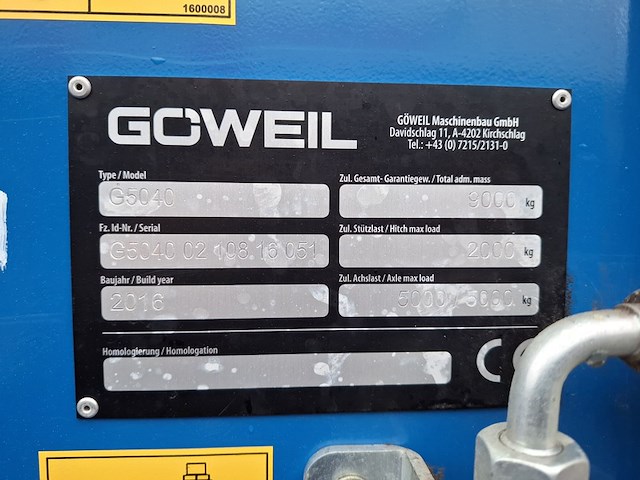 1600008
GÖWEIL
GÖWEIL Maschinenbau GmbH
Davidschlag 11, A-4202 Kirchschlag
Tel.: +43 (0) 7215/2131-0
Type / Model
G5040
Zul. Gesamt- Garantiegew. / Total adm. mass
9000 kg
Fz. Id-Nr. / Serial
G5040 02 108 16 051
Zul. Stützlast / Hitch max load
2000 kg
Baujahr / Build year
2016
Zul. Achslast / Axle max load
5000 / 5000 kg
Homologierung / Homologation